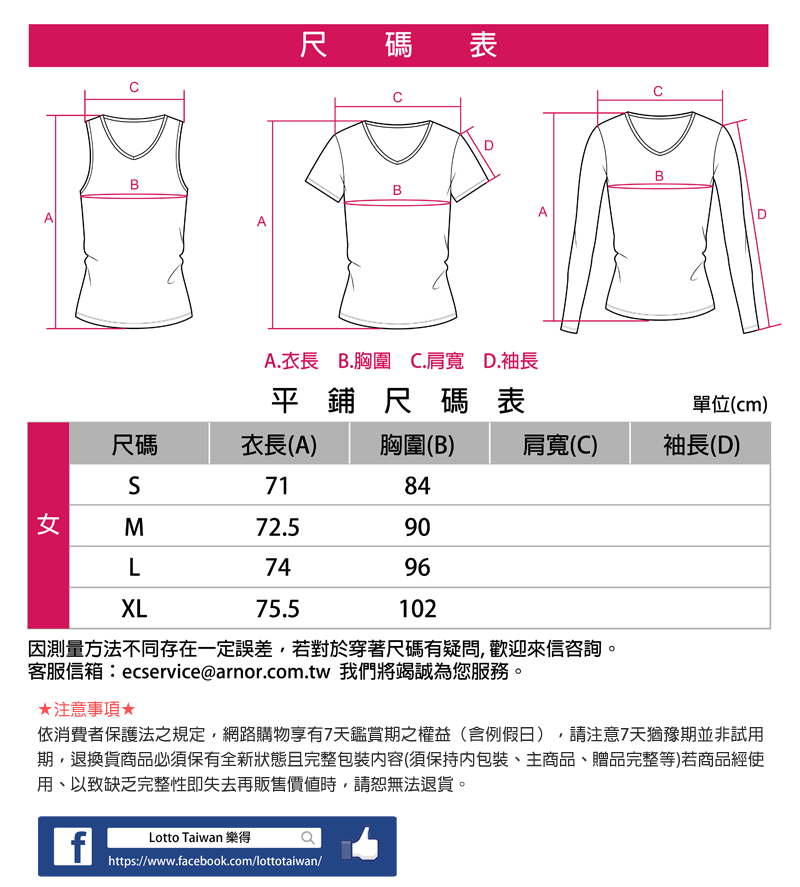 尺 碼 表
C
C
C
D
B
B
B
A
A
A
D
A.衣長 B.胸圍 C.肩寬 D.袖長
平 鋪 尺 碼 表
單位(cm)
女
尺碼 衣長(A) 胸圍(B) 肩寬(C) 袖長(D)
S 71 84
M 72.5 90
L 74 96
XL 75.5 102
因測量方法不同存在一定誤差，若對於穿著尺碼有疑問, 歡迎來信咨詢。
客服信箱：ecservice@arnor.com.tw 我們將竭誠為您服務。
★注意事項★
依消費者保護法之規定，網路購物享有7天鑑賞期之權益（含例假日），請注意7天猶豫期並非試用
期，退換貨商品必須保有全新狀態且完整包裝內容(須保持內包裝、主商品、贈品完整等)若商品經使
用、以致缺乏完整性即失去再販售價值時，請恕無法退貨。
f
Lotto Taiwan 樂得
https://www.facebook.com/lottotaiwan/